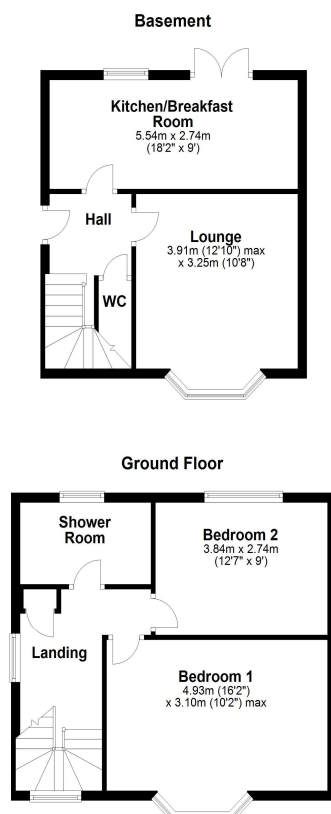 Basement
Kitchen/Breakfast
Room
5.54m x 2.74m
(18'2" x 9')
Hall
Lounge
3.91m (12'10") max
x 3.25m (10'8")
WC
Ground Floor
Shower
Room
Bedroom 2
3.84m x 2.74m
(12'7" x 9')
Landing
Bedroom 1
4.93m (16'2")
x 3.10m (10'2") max